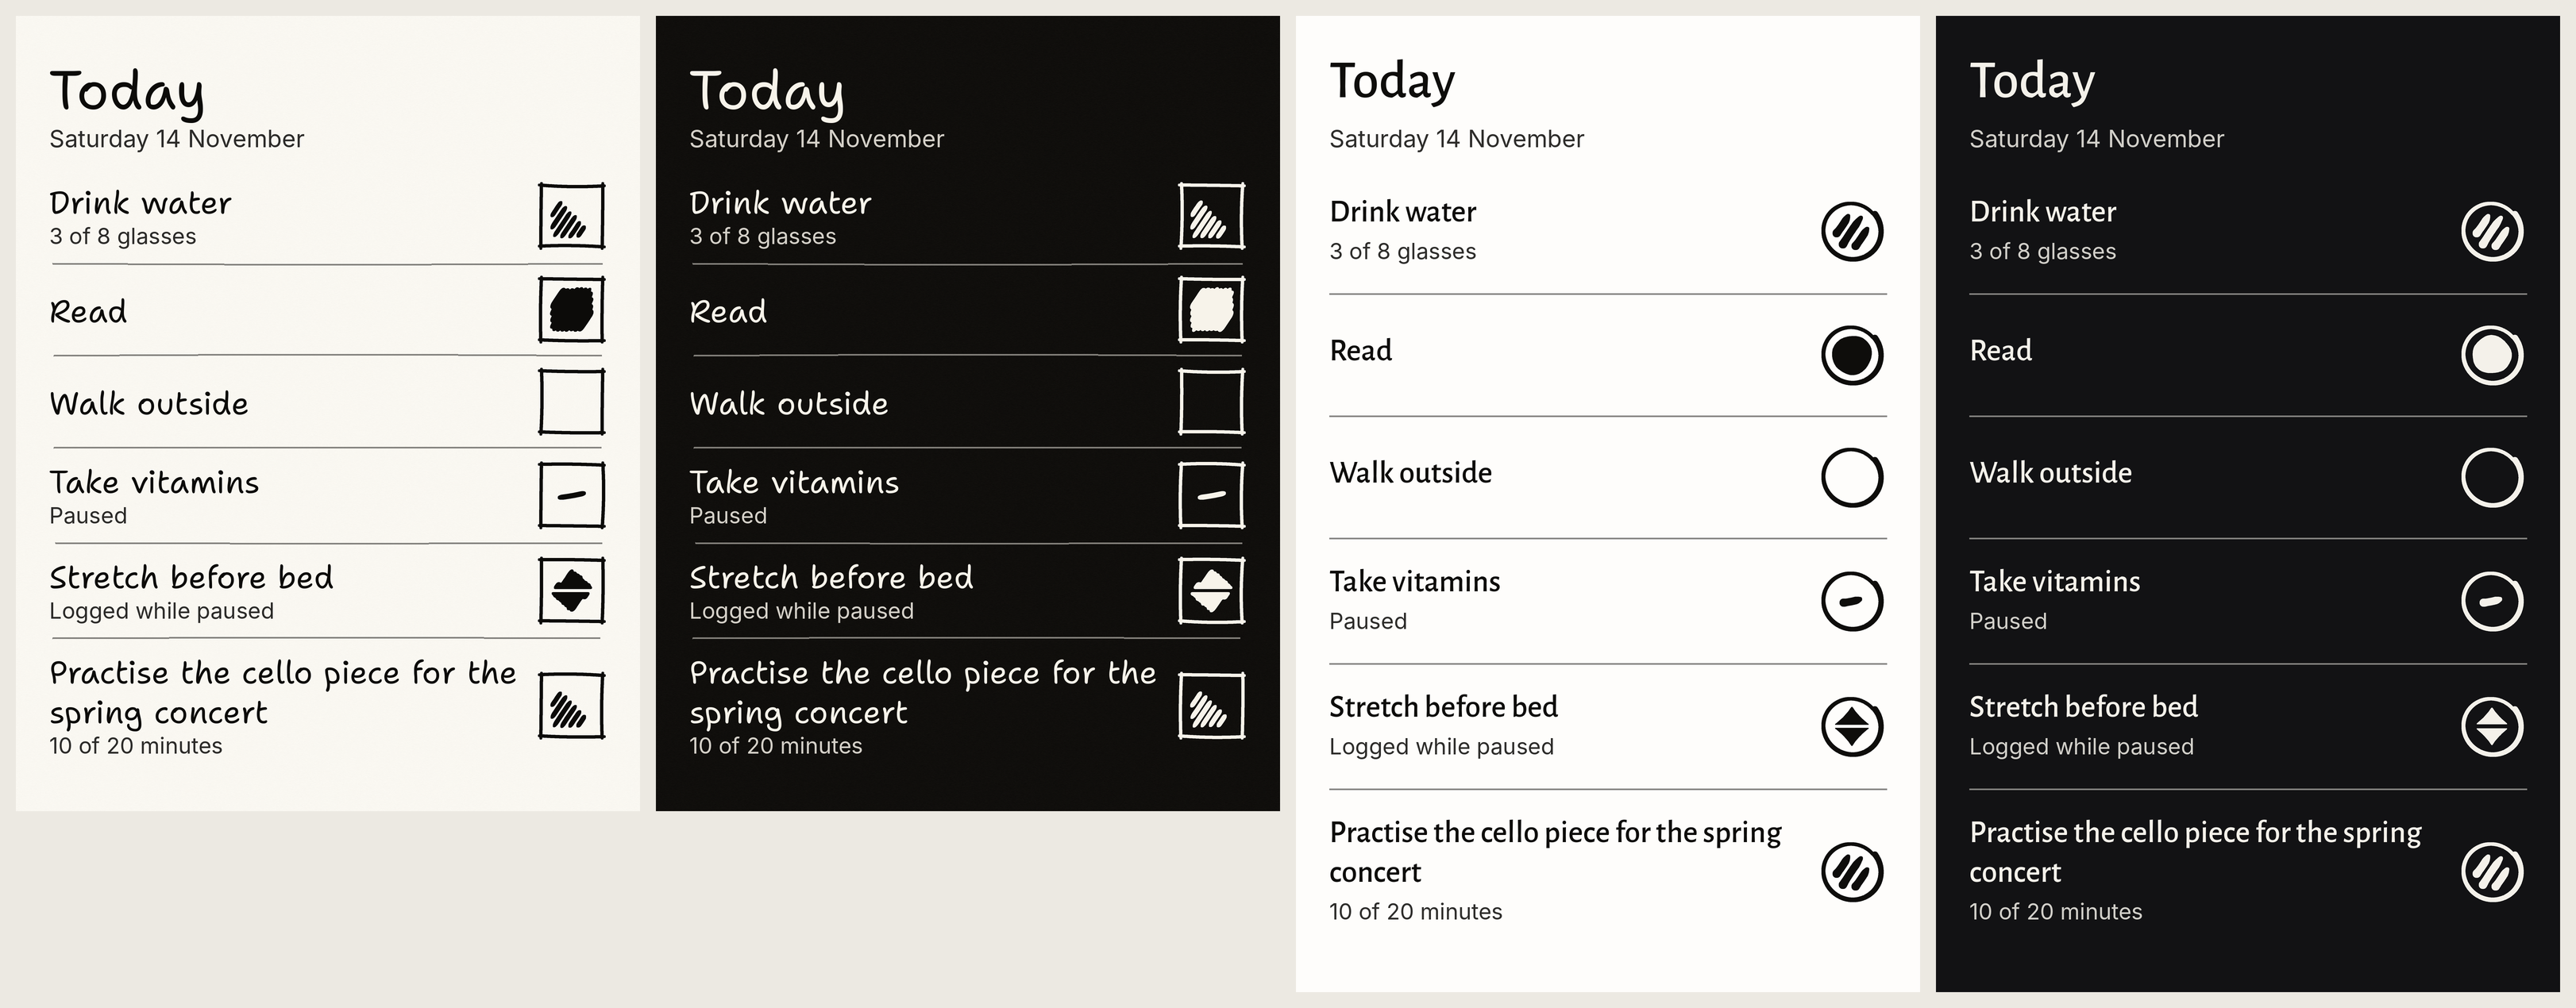 Today
Saturday 14 November
Drink water
3 of 8 glasses
Read
Walk outside
Take vitamins
Paused
Stretch before bed
Logged while paused
Practise the cello piece for the
spring concert
10 of 20 minutes
Today
Saturday 14 November
Drink water
3 of 8 glasses
Read
Walk outside
Take vitamins
Paused
Stretch before bed
Logged while paused
Practise the cello piece for the
spring concert
10 of 20 minutes
Today
Saturday 14 November
Drink water
3 of 8 glasses
Read
Walk outside
Take vitamins
Paused
Stretch before bed
Logged while paused
Practise the cello piece for the spring
concert
10 of 20 minutes
Today
Saturday 14 November
Drink water
3 of 8 glasses
Read
Walk outside
Take vitamins
Paused
Stretch before bed
Logged while paused
Practise the cello piece for the spring
concert
10 of 20 minutes